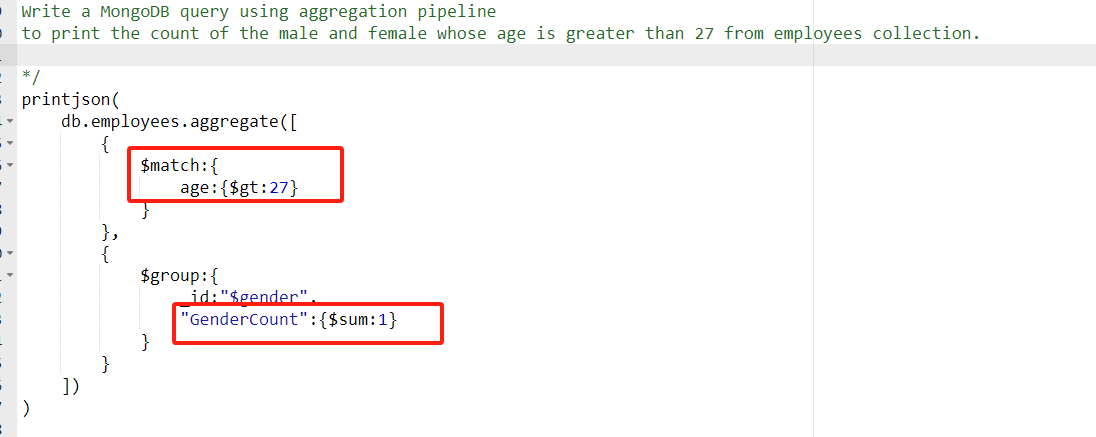 Write a MongoDB query using aggregation pipeline
to print the count of the male and female whose age is greater than 27 from employees collection.
*/
printjson(
db.employees.aggregate([
{
$match:{
age:{$gt:27}
}
},
{
$group:{
_id:"$gender",
"GenderCount":{$sum:1}
}
}
])
)